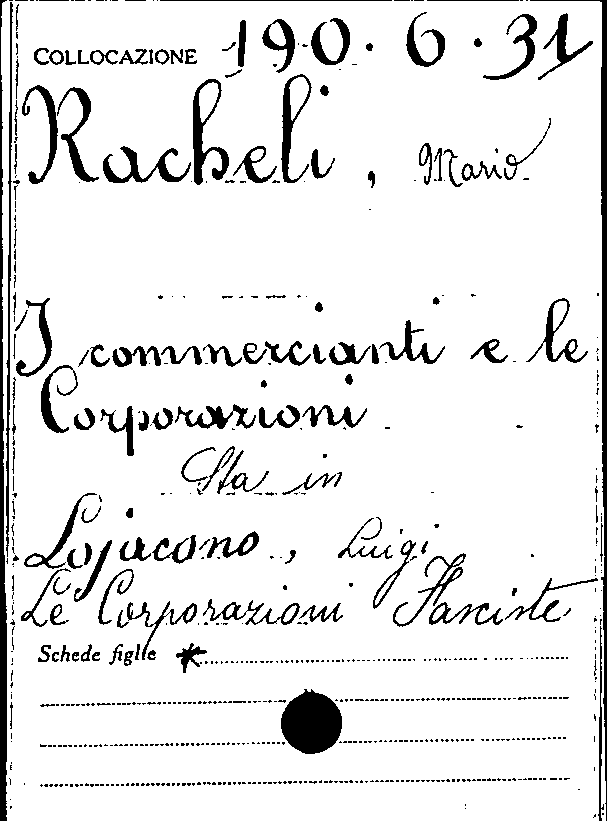 COLLOCAZIONE 190.6.31
Racheli, Mario
I commercianti e le
Corporazioni
Sta in
Lojacono, Luigi
Le Corporazioni Fasciste
Schede figlie *